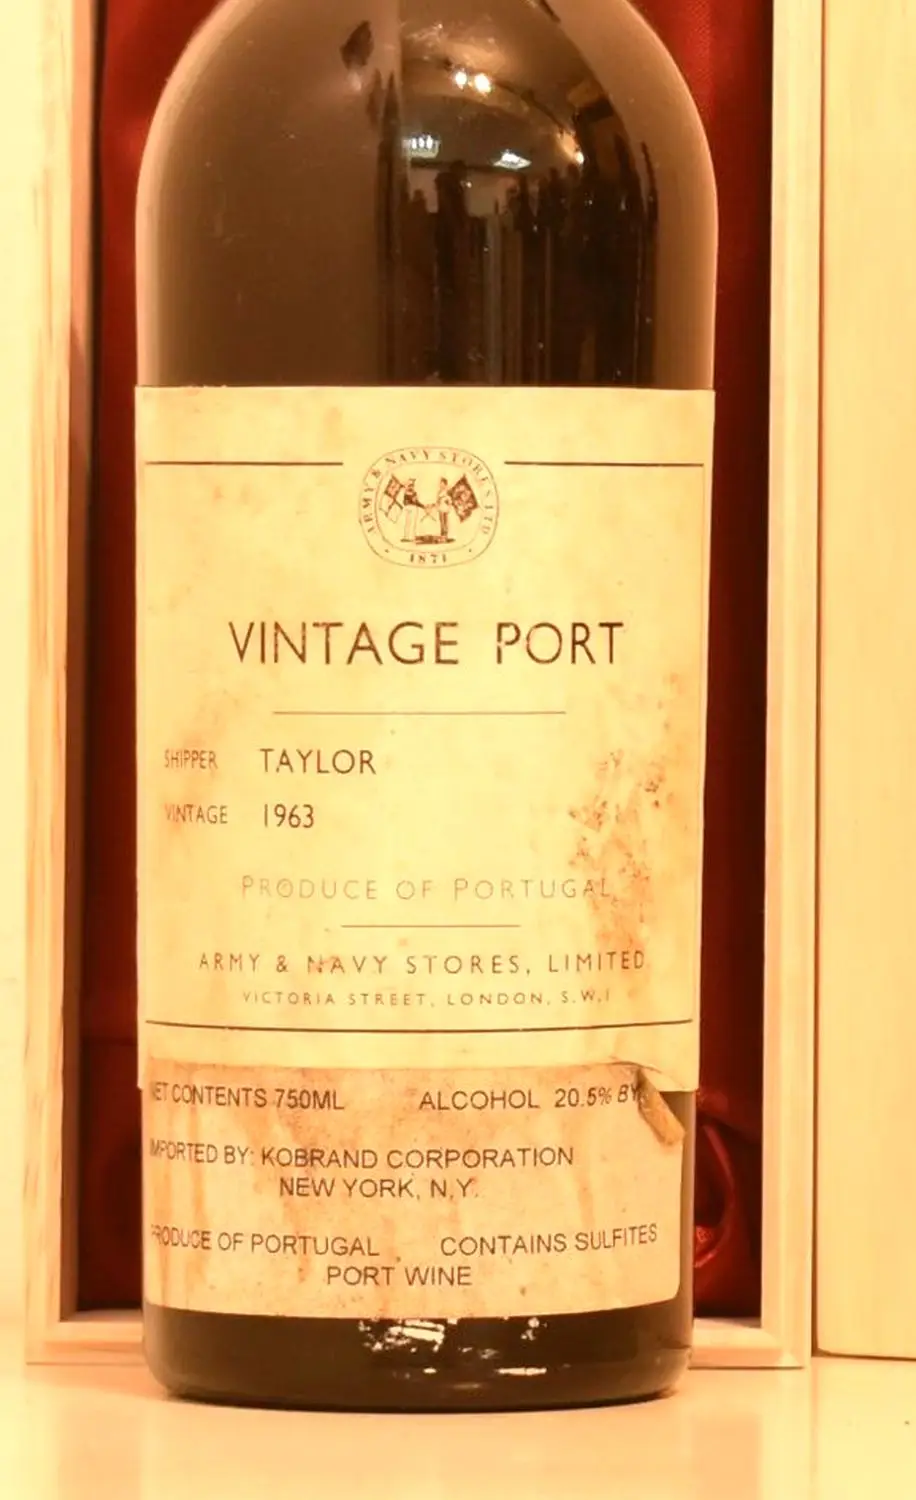 ARMY & NAVY STORES LTD
1871
VINTAGE PORT
SHIPPER TAYLOR
VINTAGE 1963
PRODUCE OF PORTUGAL
ARMY & NAVY STORES, LIMITED
VICTORIA STREET, LONDON, S.W.1
NET CONTENTS 750ML ALCOHOL 20.5% BY
IMPORTED BY: KOBRAND CORPORATION
NEW YORK, N.Y.
PRODUCE OF PORTUGAL CONTAINS SULFITES
PORT WINE